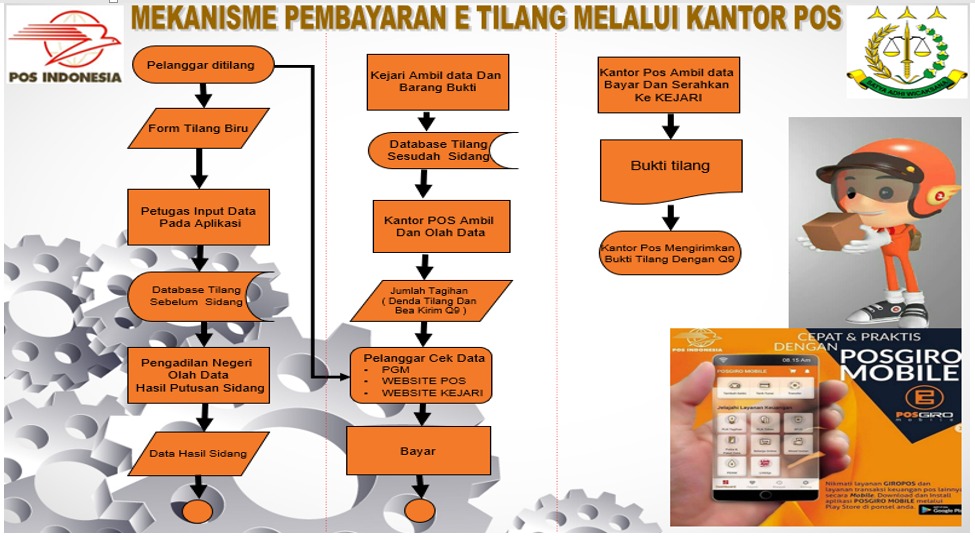 MEKANISME PEMBAYARAN E TILANG MELALUI KANTOR POS
POS INDONESIA
SATYA ADHI WICAKSANA
Pelanggar ditilang
Form Tilang Biru
Petugas Input Data
Pada Aplikasi
Database Tilang
Sebelum Sidang
Pengadilan Negeri
Olah Data
Hasil Putusan Sidang
Data Hasil Sidang
Kejari Ambil data Dan
Barang Bukti
Database Tilang
Sesudah Sidang
Kantor POS Ambil
Dan Olah Data
Jumlah Tagihan
( Denda Tilang Dan
Bea Kirim Q9 )
Pelanggar Cek Data
• PGM
• WEBSITE POS
• WEBSITE KEJARI
Bayar
Kantor Pos Ambil data
Bayar Dan Serahkan
Ke KEJARI
Bukti tilang
Kantor Pos Mengirimkan
Bukti Tilang Dengan Q9
POS INDONESIA
CEPAT & PRAKTIS
DENGAN
POSGIRO
MOBILE
POSGIRO
mobile
08.15 Am
POSGIRO MOBILE
Jelajahi Layanan Keuangan
Nikmati layanan GIROPOS dan
layanan transaksi keuangan pos lainnya
secara Mobile. Download dan Install
aplikasi POSGIRO MOBILE melalui
Play Store di ponsel anda.
Google Pla